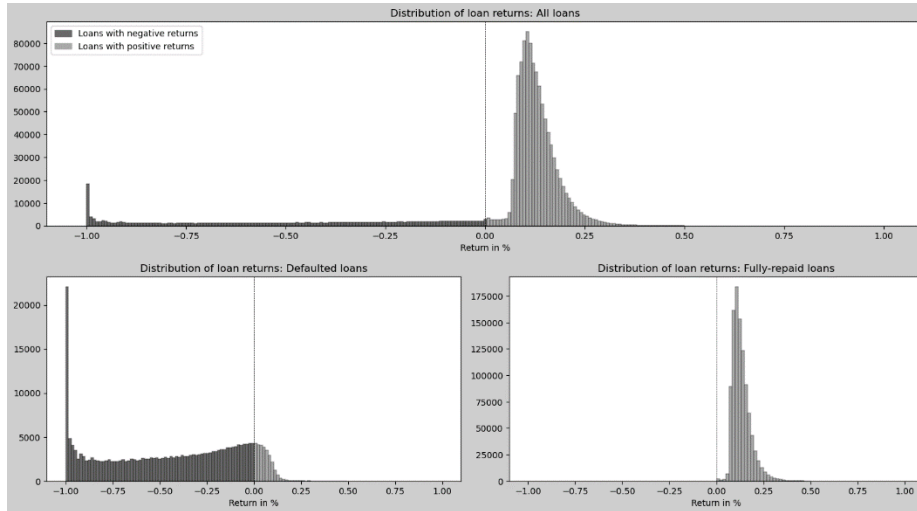 Distribution of loan returns: All loans
Loans with negative returns
Loans with positive returns
80000
70000
60000
50000
40000
30000
20000
10000
0
−1.00 −0.75 −0.50 −0.25 0.00 0.25 0.50 0.75 1.00
Return in %
Distribution of loan returns: Defaulted loans
20000
15000
10000
5000
0
−1.00 −0.75 −0.50 −0.25 0.00 0.25 0.50 0.75 1.00
Return in %
Distribution of loan returns: Fully-repaid loans
175000
150000
125000
100000
75000
50000
25000
0
−1.00 −0.75 −0.50 −0.25 0.00 0.25 0.50 0.75 1.00
Return in %